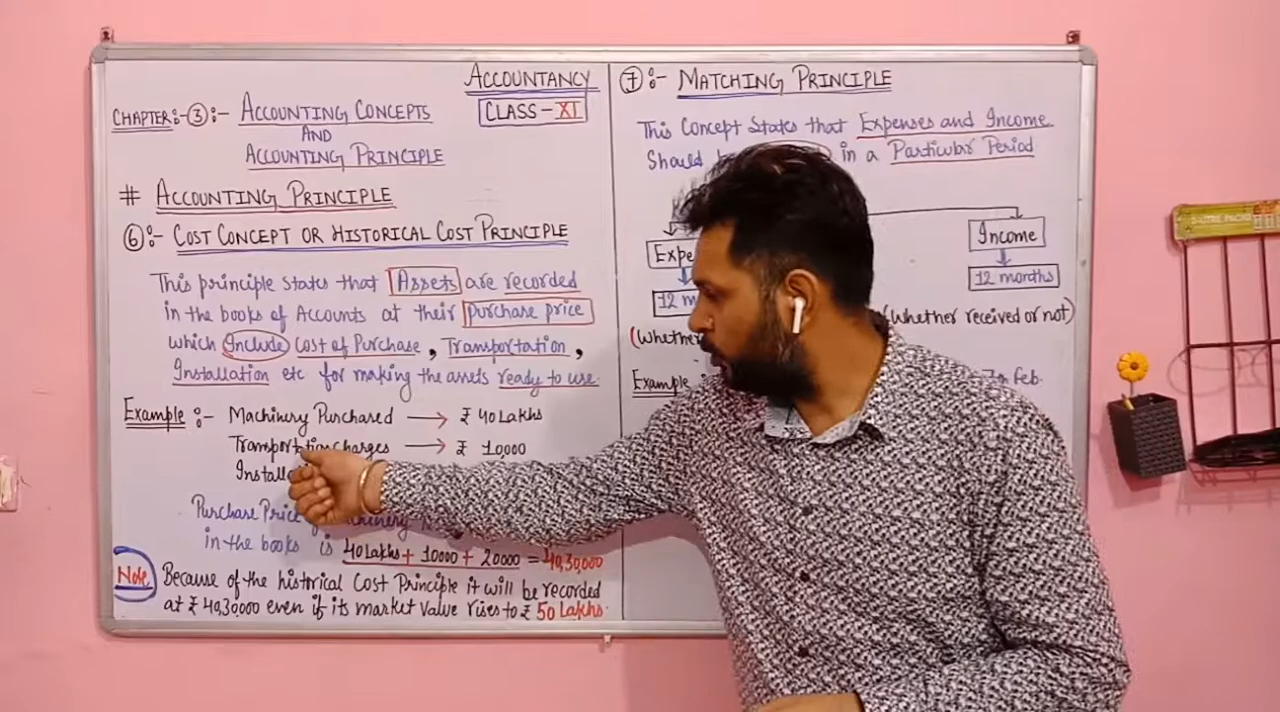 ACCOUNTANCY
CLASS-XI
CHAPTER:-③:- ACCOUNTING CONCEPTS
AND
ACCOUNTING PRINCIPLE
# ACCOUNTING PRINCIPLE
⑥:- COST CONCEPT OR HISTORICAL COST PRINCIPLE
This principle states that Assets are recorded
in the books of Accounts at their purchase price
which Include cost of Purchase, Transportation,
Installation etc for making the assets ready to use.
Example:- Machinery Purchased → ₹ 40 Lakhs
Transportation charges → ₹ 10,000
Purchase Price
in the books is 40 Lakhs + 10000 + 20000 = 40,30,000
Note Because of the historical Cost Principle it will be recorded
at ₹ 40,30,000 even if its market value rises to ₹ 50 Lakhs.
⑦:- MATCHING PRINCIPLE
This Concept States that Expenses and Income
Should in a Particular Period
Income
12 12 months
(Whether (Whether received or not)
Example Feb.